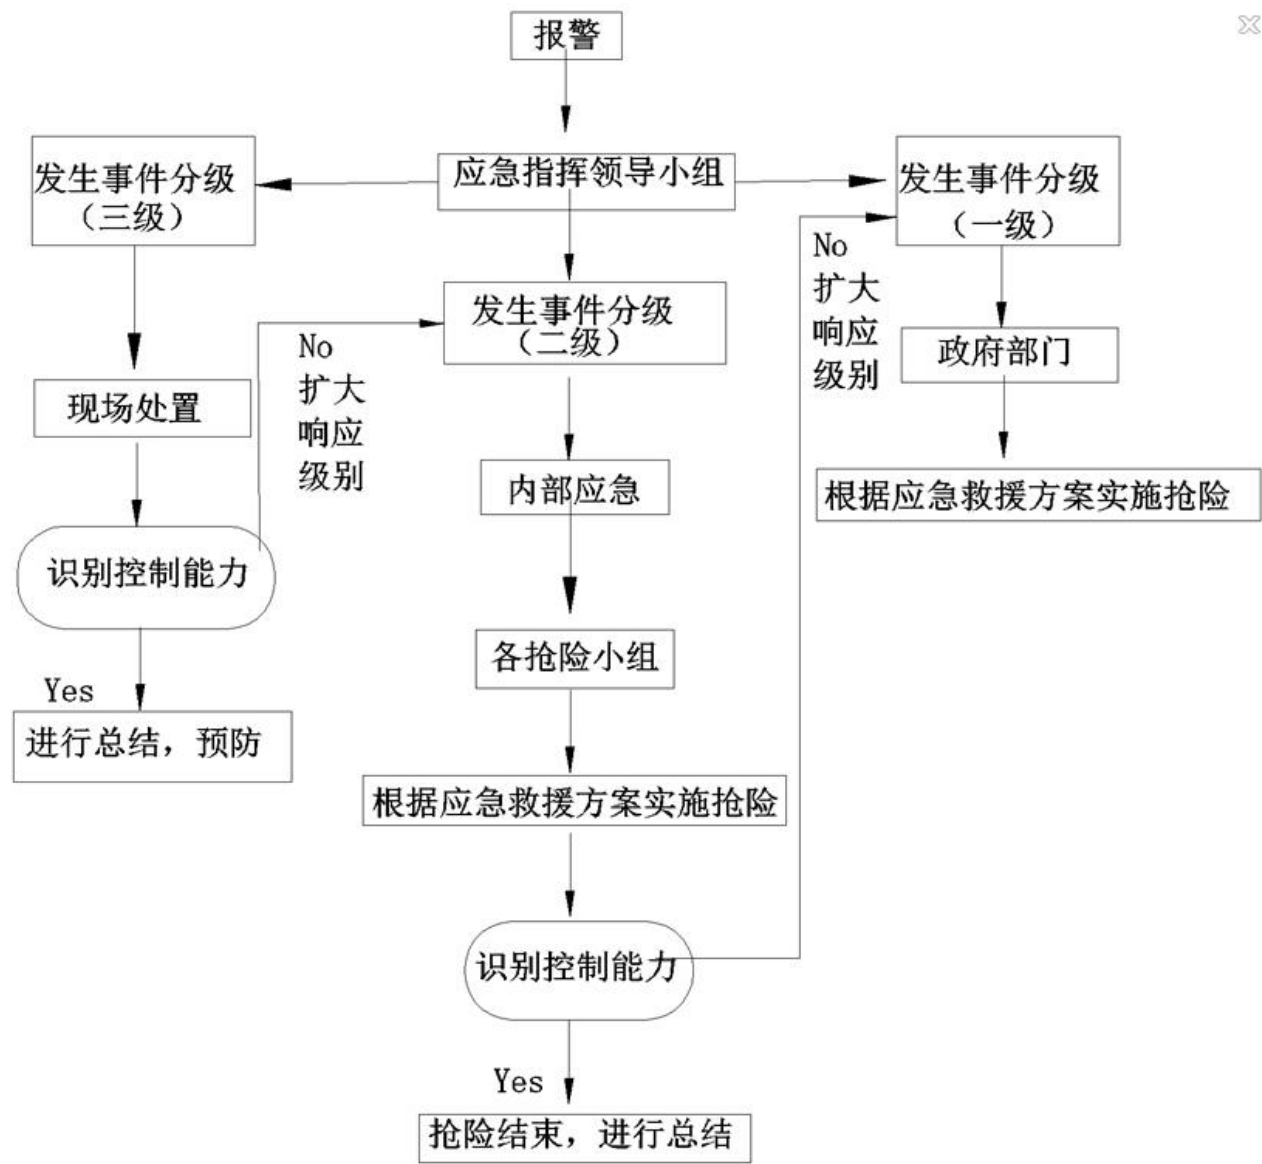 报警
应急指挥领导小组
发生事件分级
（三级）
发生事件分级
（一级）
No
扩大
响应
级别
发生事件分级
（二级）
No
扩大
响应
级别
政府部门
现场处置
内部应急
根据应急救援方案实施抢险
识别控制能力
各抢险小组
Yes
进行总结，预防
根据应急救援方案实施抢险
识别控制能力
Yes
抢险结束，进行总结